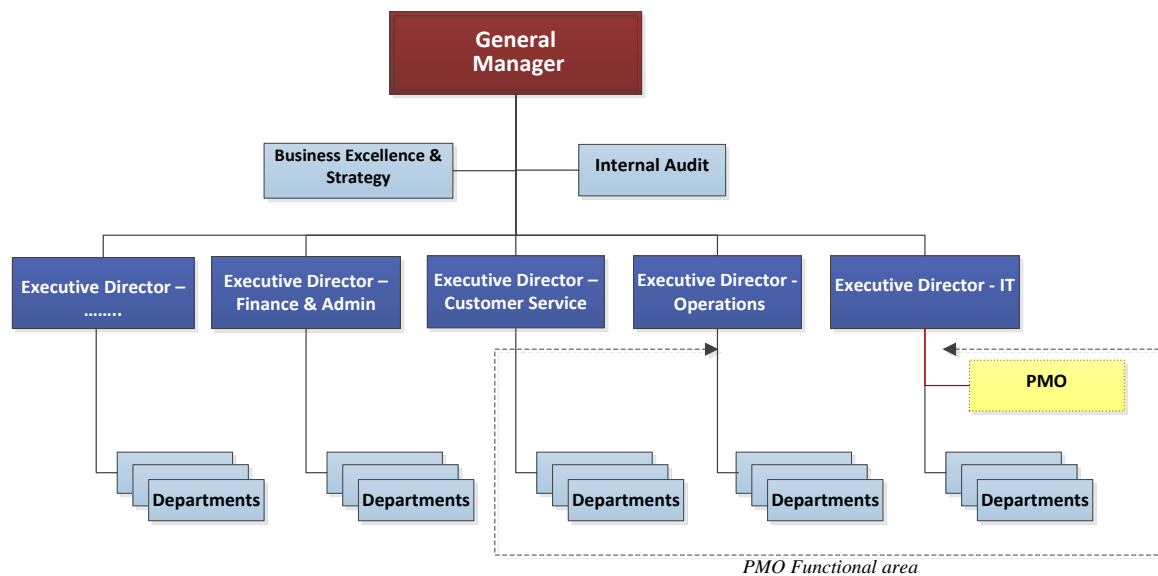 General
Manager
Business Excellence &
Strategy
Internal Audit
Executive Director –
……..
Executive Director –
Finance & Admin
Executive Director –
Customer Service
Executive Director -
Operations
Executive Director - IT
PMO
Departments
Departments
Departments
Departments
Departments
PMO Functional area